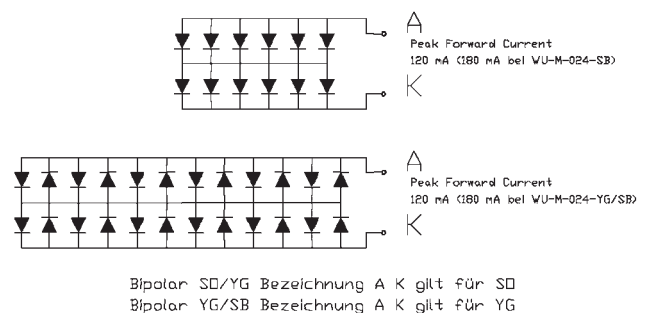 A
Peak Forward Current
120 mA (180 mA bei WU-M-024-SB)
K
A
Peak Forward Current
120 mA (180 mA bei WU-M-024-YG/SB)
K
Bipolar SO/YG Bezeichnung A K gilt für SO
Bipolar YG/SB Bezeichnung A K gilt für YG